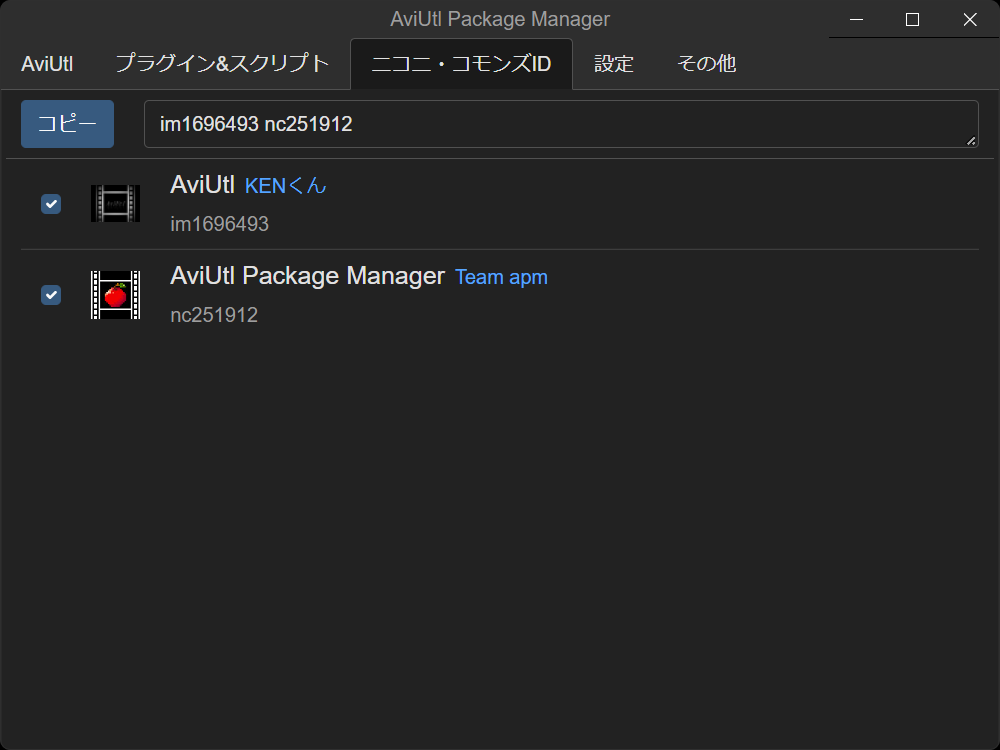 AviUtl Package Manager
AviUtl プラグイン&スクリプト ニコニ・コモンズID 設定 その他
コピー im1696493 nc251912
AviUtl KENくん
im1696493
AviUtl Package Manager Team apm
nc251912